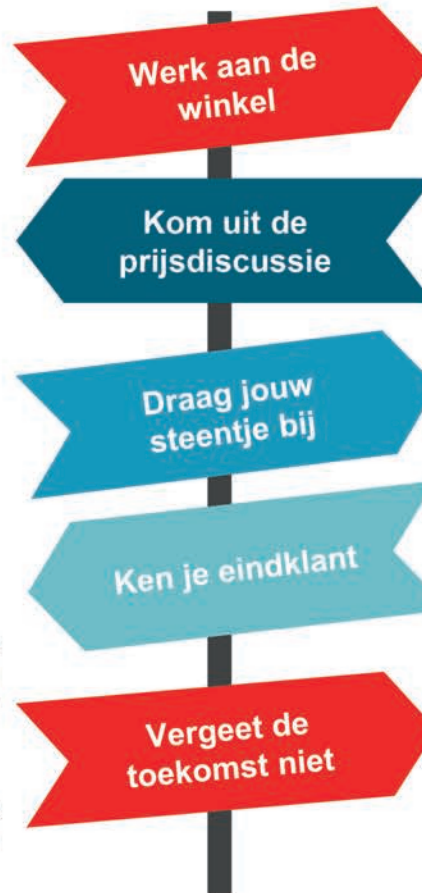 Werk aan de
winkel
Kom uit de
prijsdiscussie
Draag jouw
steentje bij
Ken je eindklant
Vergeet de
toekomst niet